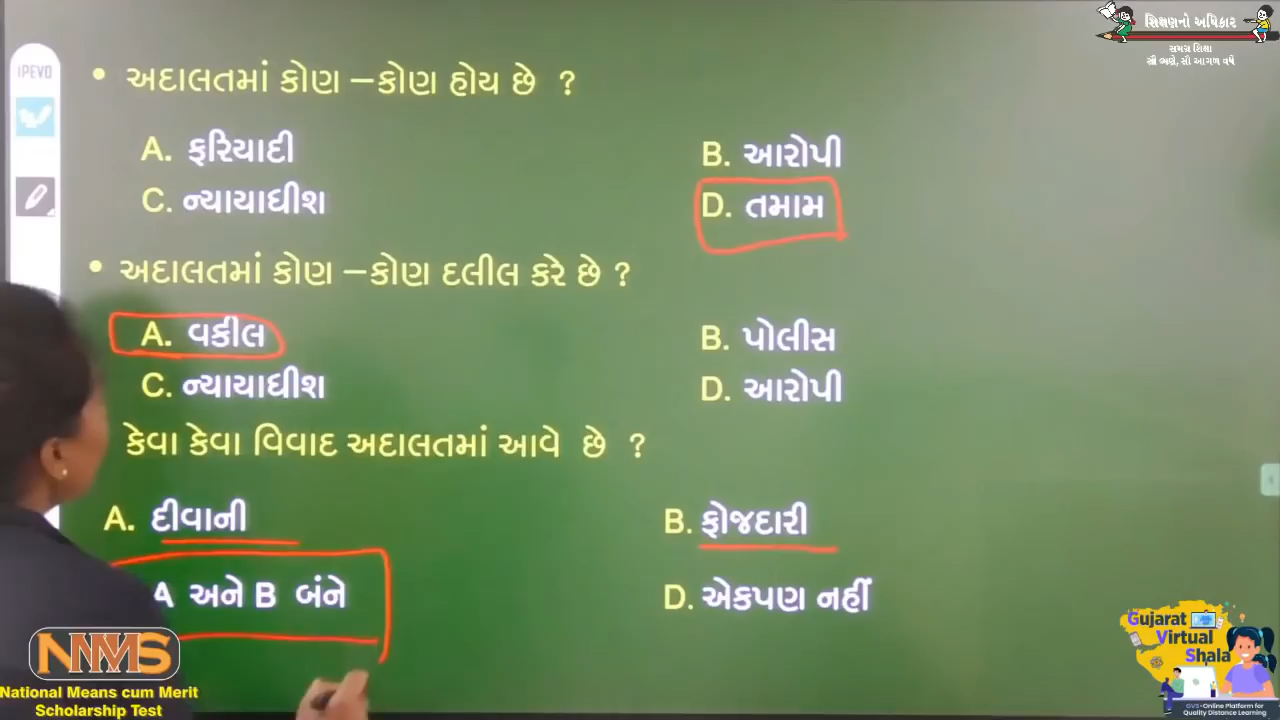 શિક્ષણનો અધિકાર
સમગ્ર શિક્ષા
સૌ ભણે, સૌ આગળ વધે
IPEVO
• અદાલતમાં કોણ –કોણ હોય છે ?
A. ફરિયાદી
B. આરોપી
C. ન્યાયાધીશ
D. તમામ
• અદાલતમાં કોણ –કોણ દલીલ કરે છે ?
A. વકીલ
B. પોલીસ
C. ન્યાયાધીશ
D. આરોપી
કેવા કેવા વિવાદ અદાલતમાં આવે છે ?
A. દીવાની
B. ફોજદારી
A અને B બંને
D. એકપણ નહીં
NMMS
National Means cum Merit
Scholarship Test
Gujarat
Virtual
Shala
GVS - Online Platform for
Quality Distance Learning